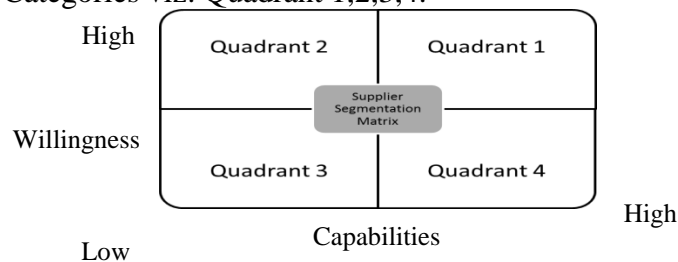 Categories viz. Quadrant 1,2,3,4.
High
Quadrant 2
Quadrant 1
Supplier
Segmentation
Matrix
Willingness
Quadrant 3
Quadrant 4
High
Capabilities
Low